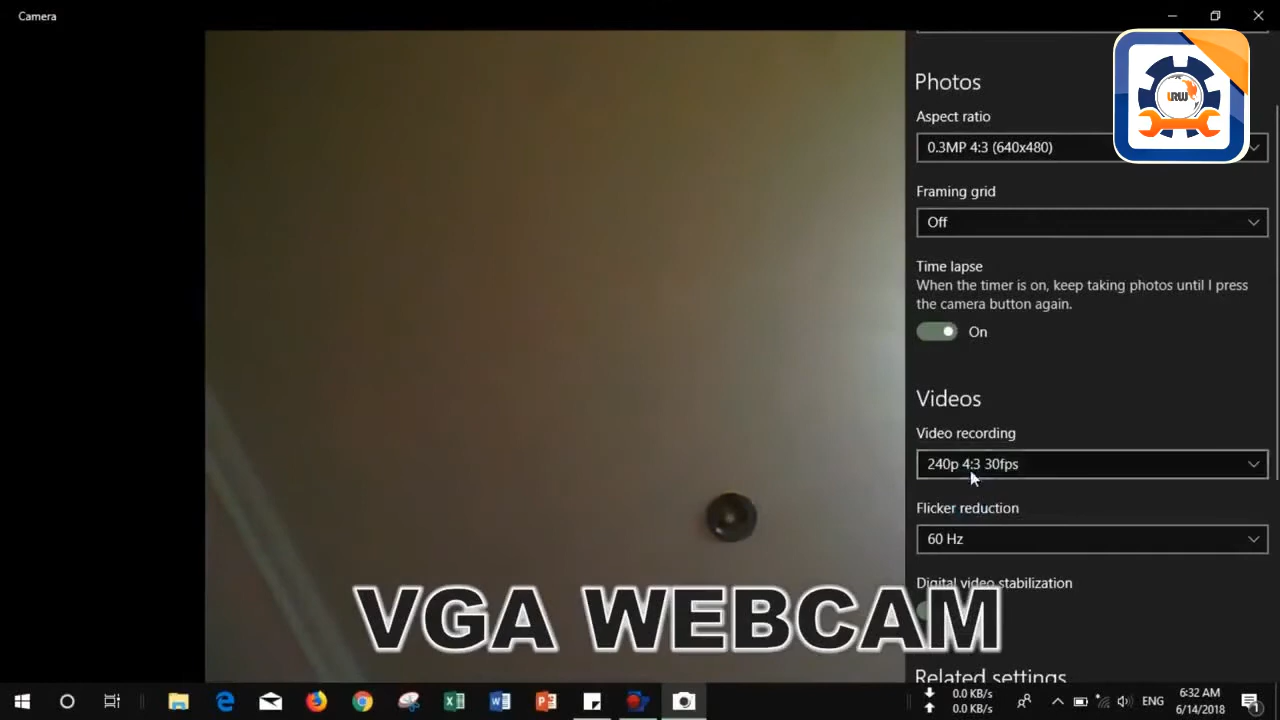 Camera
LRW
Photos
Aspect ratio
0.3MP 4:3 (640x480)
Framing grid
Off
Time lapse
When the timer is on, keep taking photos until I press
the camera button again.
On
Videos
Video recording
240p 4:3 30fps
Flicker reduction
60 Hz
Digital video stabilization
VGA WEBCAM
Related settings
0.0 KB/s
0.0 KB/s
ENG
6:32 AM
6/14/2018
1